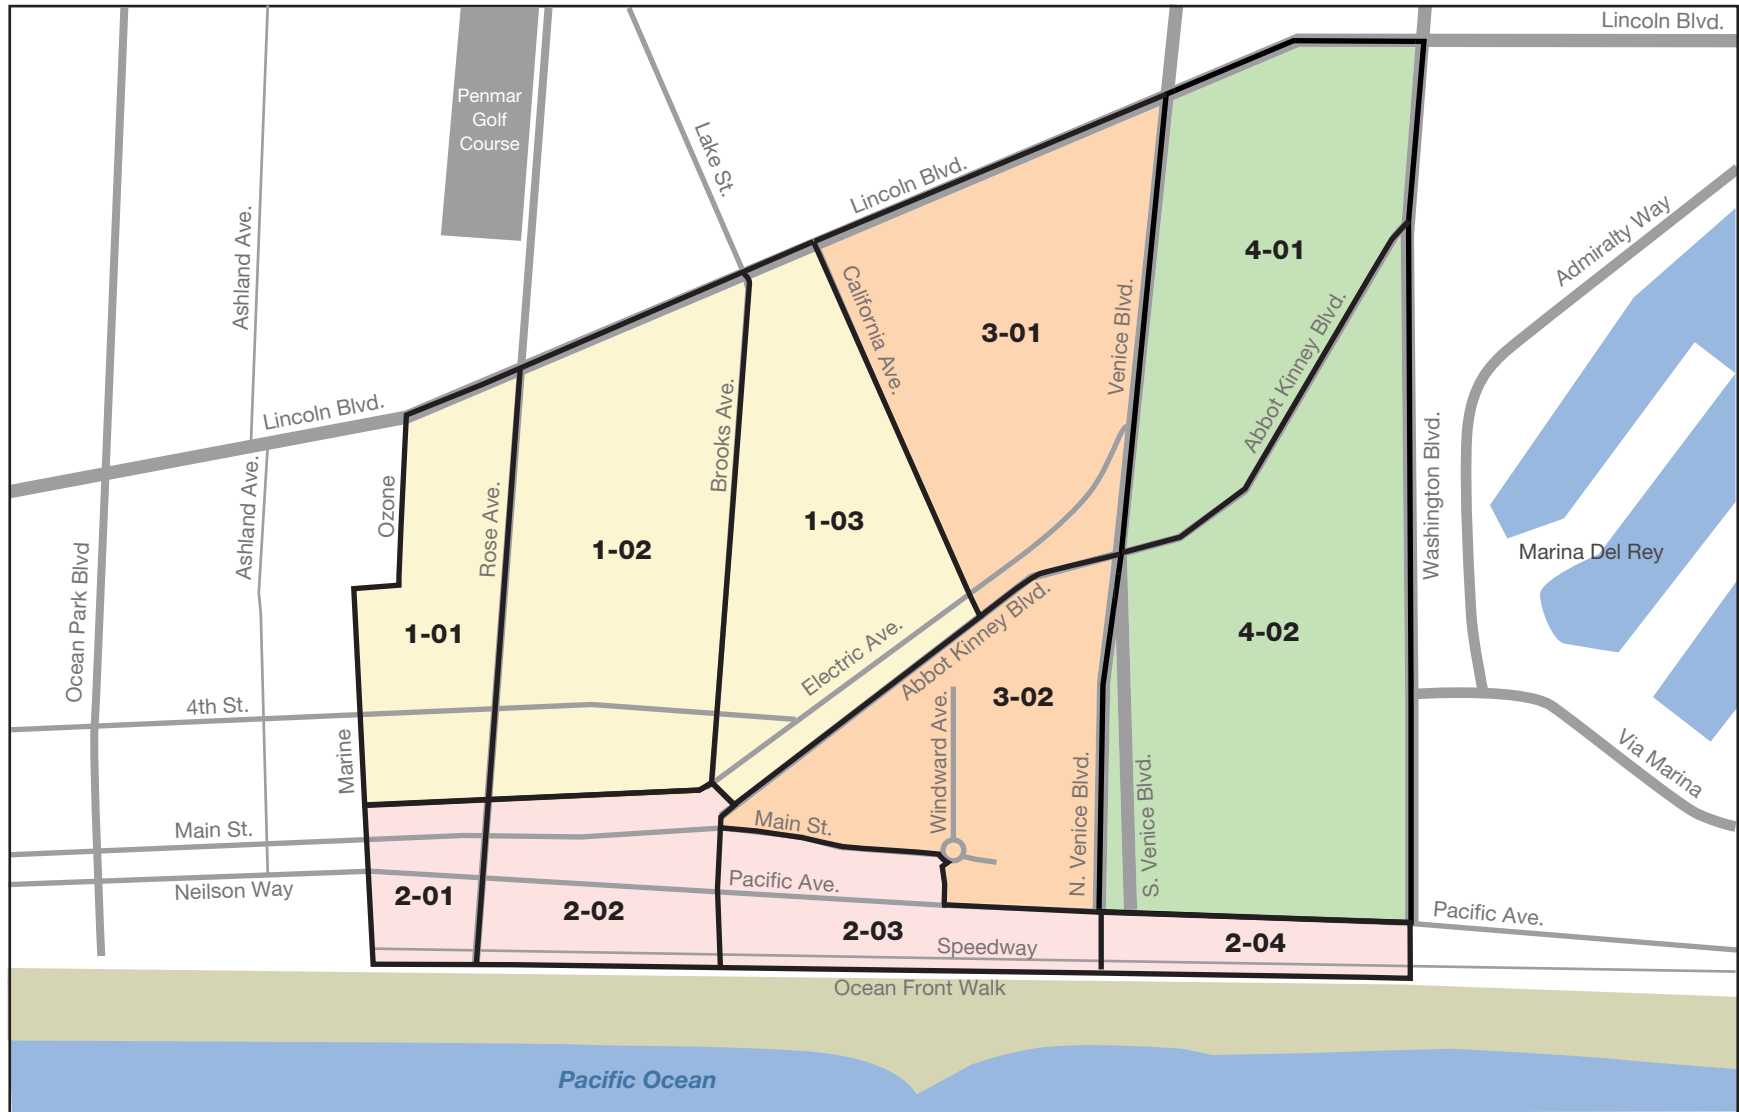 Lincoln Blvd.
Penmar
Golf
Course
Lake St.
Lincoln Blvd.
Ashland Ave.
Admiralty Way
4-01
California Ave.
3-01
Venice Blvd.
Abbot Kinney Blvd.
Lincoln Blvd.
Brooks Ave.
Ozone
Rose Ave.
Ashland Ave.
Washington Blvd.
1-03
1-02
Marina Del Rey
Ocean Park Blvd
1-01
4-02
Electric Ave.
Abbot Kinney Blvd.
3-02
4th St.
Marine
Windward Ave.
N. Venice Blvd.
S. Venice Blvd.
Via Marina
Main St.
Main St.
Neilson Way
Pacific Ave.
2-01
2-02
2-03
Speedway
2-04
Pacific Ave.
Ocean Front Walk
Pacific Ocean